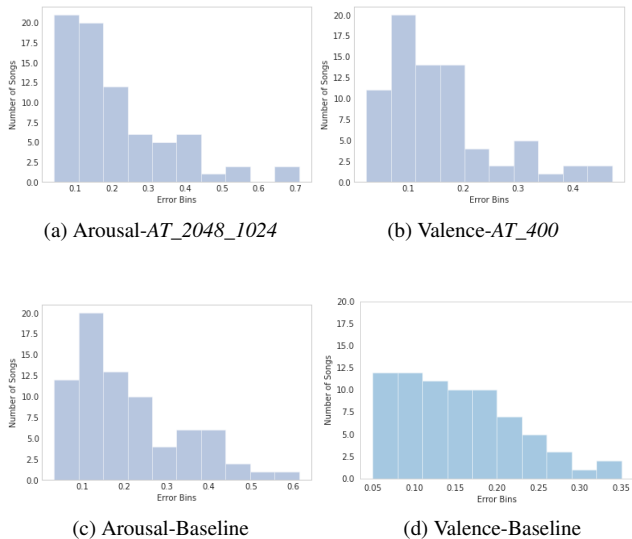 20.0
17.5
15.0
12.5
10.0
7.5
5.0
2.5
0.0
Number of Songs
0.1 0.2 0.3 0.4 0.5 0.6 0.7
Error Bins
(a) Arousal-AT_2048_1024
20.0
17.5
15.0
12.5
10.0
7.5
5.0
2.5
0.0
Number of Songs
0.1 0.2 0.3 0.4
Error Bins
(b) Valence-AT_400
20.0
17.5
15.0
12.5
10.0
7.5
5.0
2.5
0.0
Number of Songs
0.1 0.2 0.3 0.4 0.5 0.6
Error Bins
(c) Arousal-Baseline
20.0
17.5
15.0
12.5
10.0
7.5
5.0
2.5
0.0
Number of Songs
0.05 0.10 0.15 0.20 0.25 0.30 0.35
Error Bins
(d) Valence-Baseline